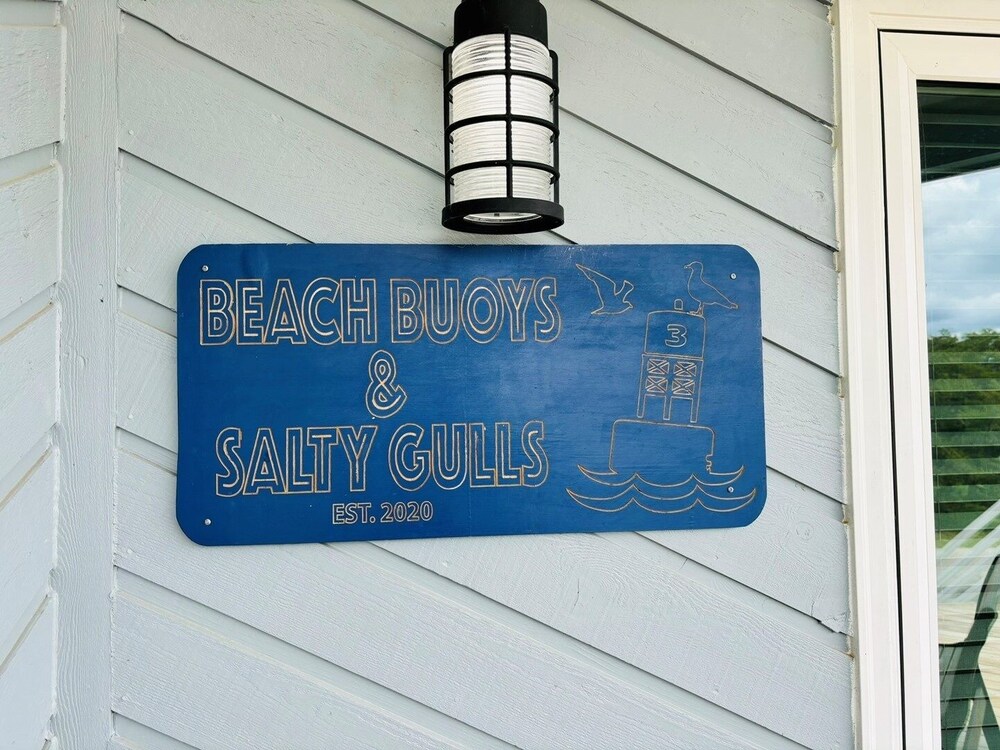 BEACH BUOYS
&
SALTY GULLS
EST. 2020
3